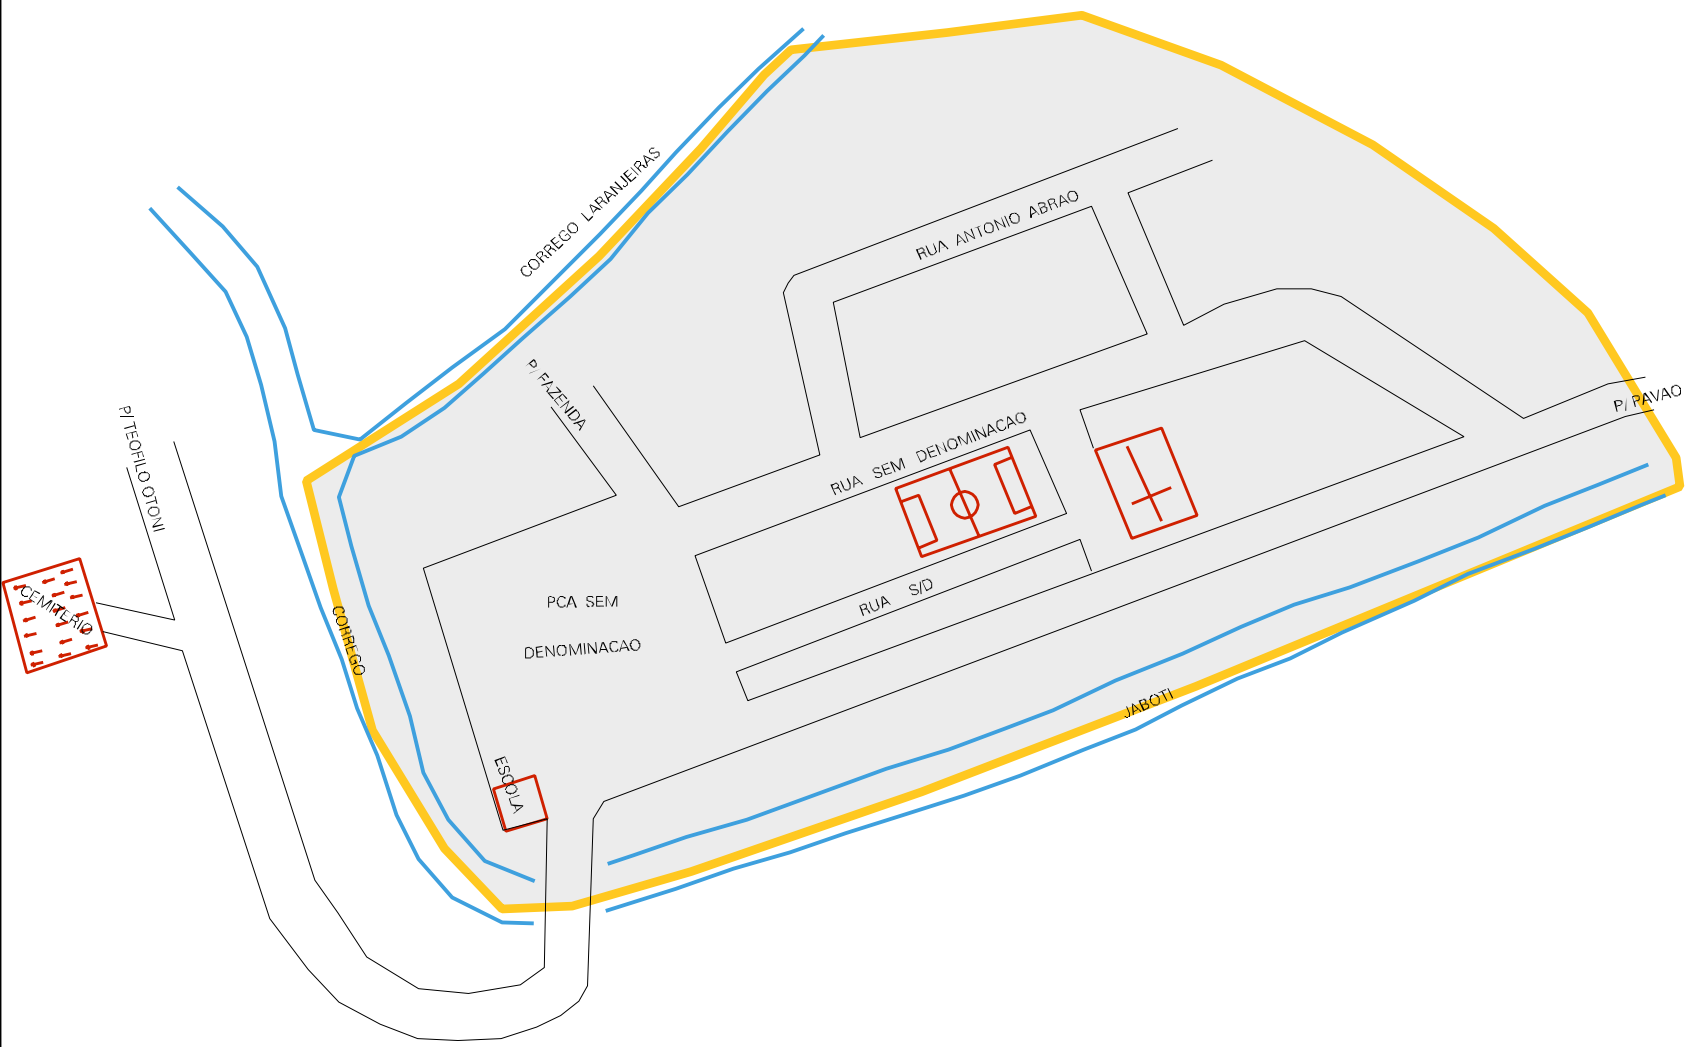 CORREGO LARANJEIRAS
RUA ANTONIO ABRAO
P/ FAZENDA
P/ PAVAO
P/ TEOFILO OTONI
RUA SEM DENOMINACAO
CEMITERIO
RUA S/D
PCA SEM
DENOMINACAO
CORREGO
JABOTI
ESCOLA